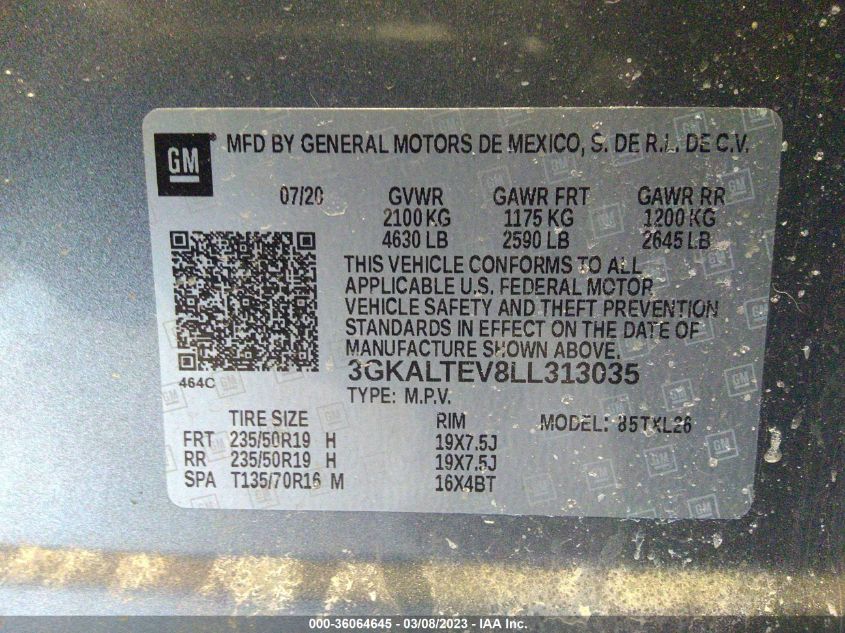 GM
MFD BY GENERAL MOTORS DE MEXICO, S. DE R.L. DE C.V.
07/20 GVWR GAWR FRT GAWR RR
2100 KG 1175 KG 1200 KG
4630 LB 2590 LB 2645 LB
THIS VEHICLE CONFORMS TO ALL
APPLICABLE U.S. FEDERAL MOTOR
VEHICLE SAFETY AND THEFT PREVENTION
STANDARDS IN EFFECT ON THE DATE OF
MANUFACTURE SHOWN ABOVE.
464C
3GKALTEV8LL313035
TYPE: M.P.V.
TIRE SIZE RIM MODEL: 85TXL26
FRT 235/50R19 H 19X7.5J
RR 235/50R19 H 19X7.5J
SPA T135/70R16 M 16X4BT
000-36064645 / 03/08/2023 / IAA Inc.